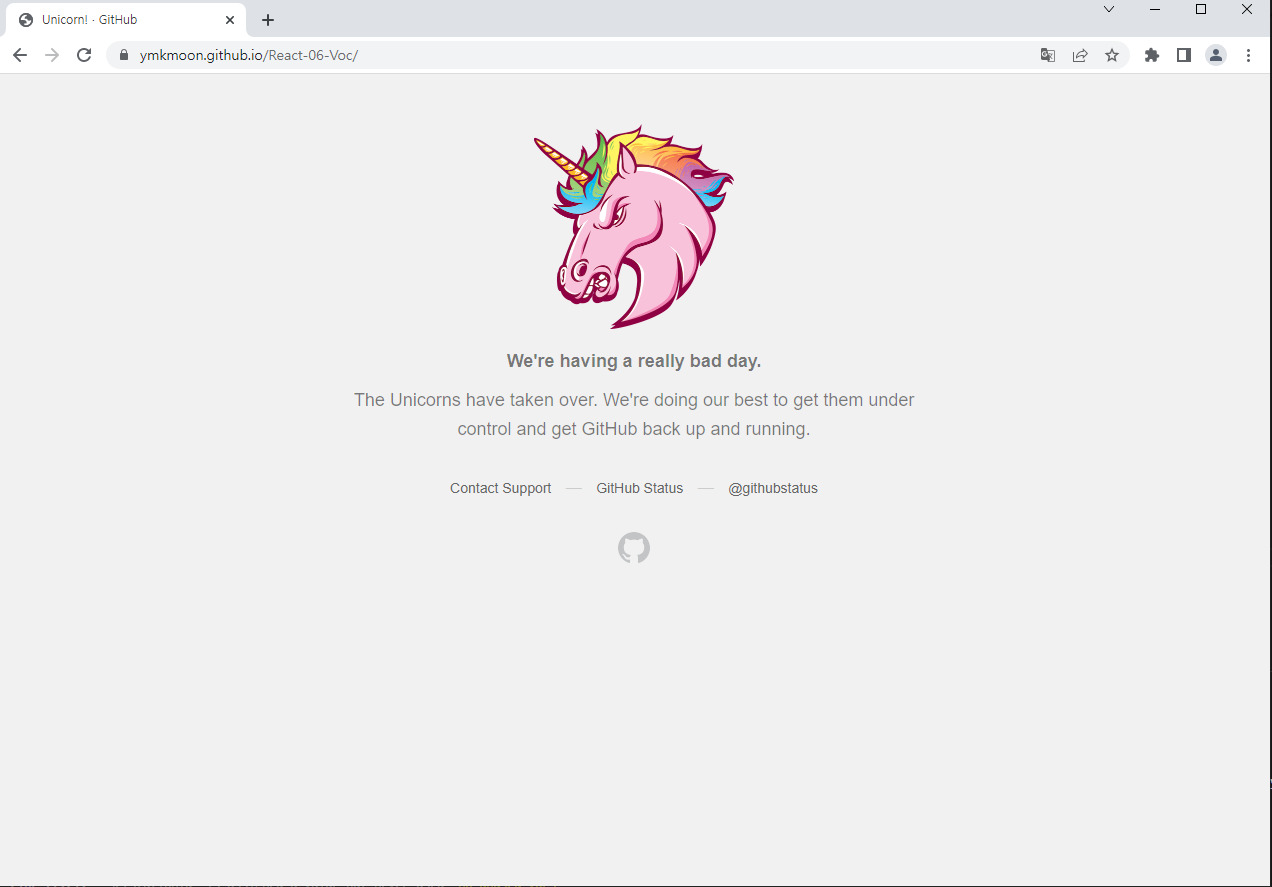 Unicorn! · GitHub
ymkmoon.github.io/React-06-Voc/
We're having a really bad day.
The Unicorns have taken over. We're doing our best to get them under
control and get GitHub back up and running.
Contact Support — GitHub Status — @githubstatus